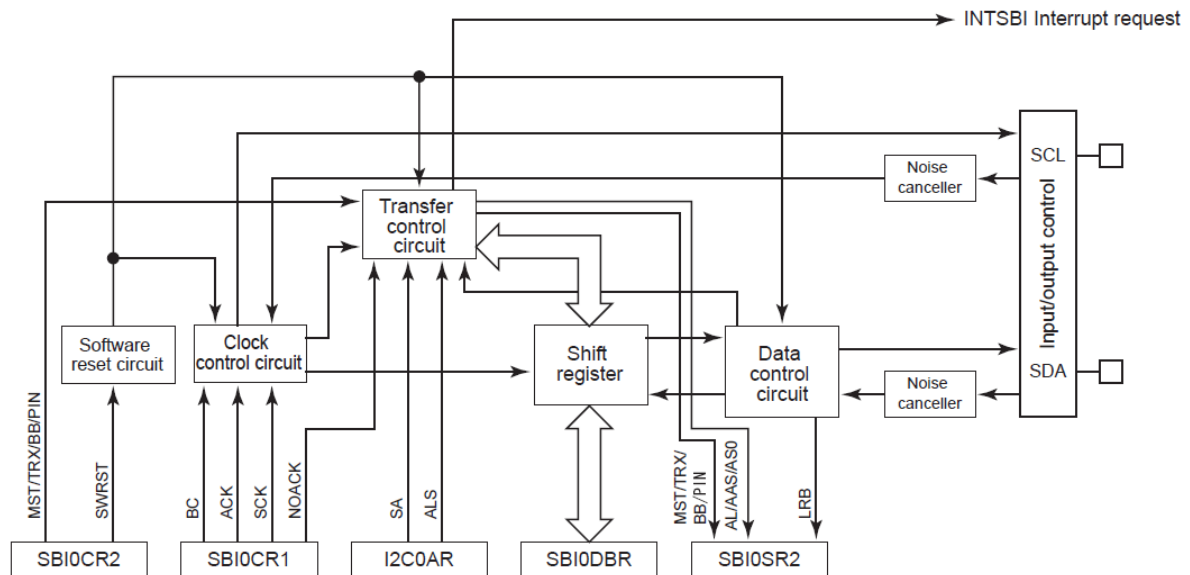 INTSBI Interrupt request
SCL
Noise
canceller
Input/output control
Transfer
control
circuit
Software
reset circuit
Clock
control circuit
Shift
register
Data
control
circuit
SDA
Noise
canceller
MST/TRX/BB/PIN
SWRST
BC
ACK
SCK
NOACK
SA
ALS
MST/TRX/
BB/PIN
AL/AAS/AS0
LRB
SBI0CR2
SBI0CR1
I2C0AR
SBI0DBR
SBI0SR2